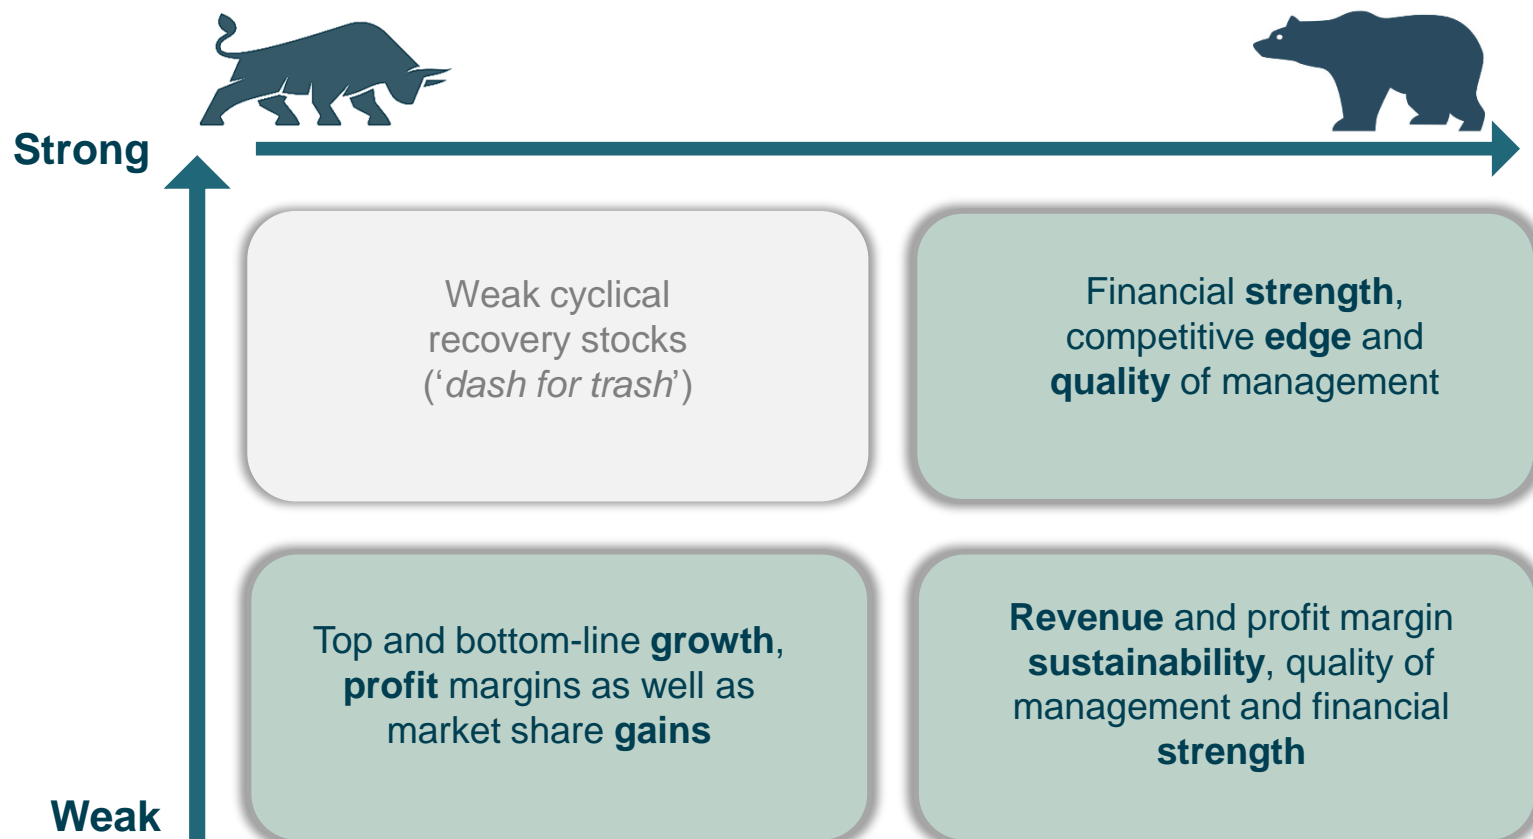 Strong
Weak cyclical
recovery stocks
(‘dash for trash’)
Financial strength,
competitive edge and
quality of management
Top and bottom-line growth,
profit margins as well as
market share gains
Revenue and profit margin
sustainability, quality of
management and financial
strength
Weak